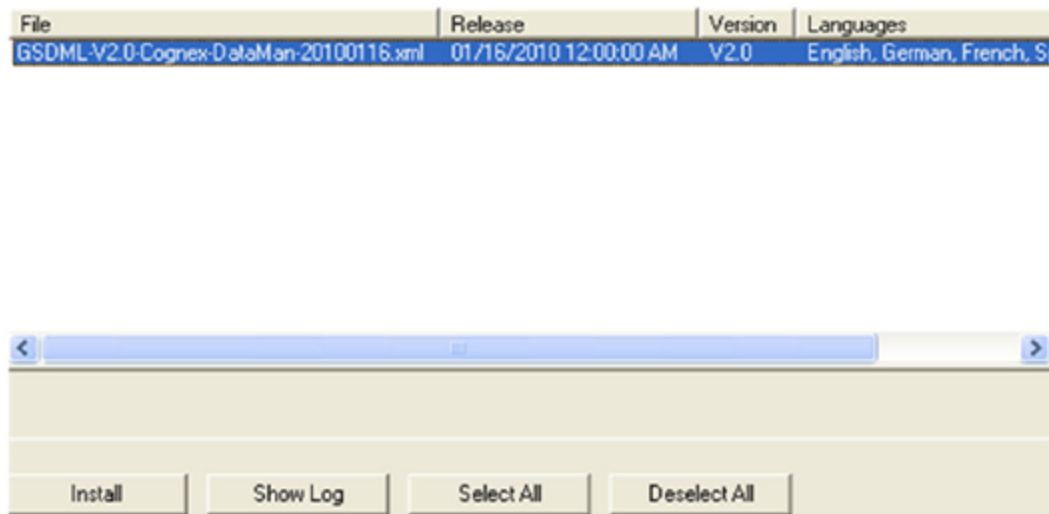 File Release Version Languages
GSDML-V2.0-Cognex-DataMan-20100116.xml 01/16/2010 12:00:00 AM V2.0 English, German, French, S
Install Show Log Select All Deselect All